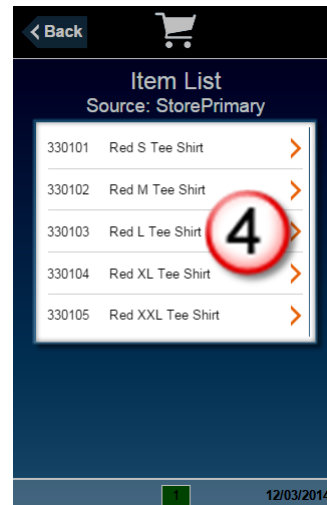 Back
Item List
Source: StorePrimary
330101 Red S Tee Shirt
330102 Red M Tee Shirt
330103 Red L Tee Shirt
4
330104 Red XL Tee Shirt
330105 Red XXL Tee Shirt
1 12/03/2014